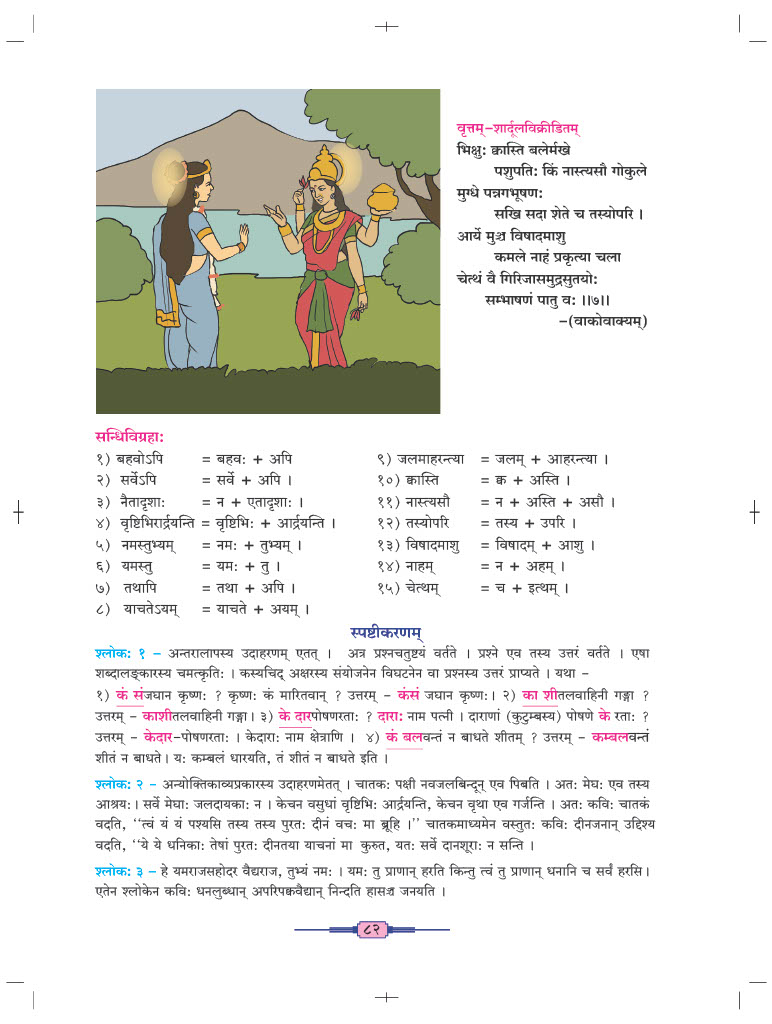 वृत्तम्-शार्दूलविक्रीडितम्
भिक्षुः क्वास्ति बलेर्मखे
पशुपतिः किं नास्त्यसौ गोकुले
मुग्धे पन्नगभूषणः
सखि सदा शेते च तस्योपरि ।
आर्ये मुञ्च विषादमाशु
कमले नाहं प्रकृत्या चला
चेत्थं वै गिरिजासमुद्रसुतयोः
सम्भाषणं पातु वः ।।७।।
-(वाकोवाक्यम्)
सन्धिविग्रहाः
१) बहवोऽपि = बहवः + अपि
२) सर्वेऽपि = सर्वे + अपि ।
३) नैतादृशाः = न + एतादृशाः ।
४) वृष्टिभिरार्द्रयन्ति = वृष्टिभिः + आर्द्रयन्ति ।
५) नमस्तुभ्यम् = नमः + तुभ्यम् ।
६) यमस्तु = यमः + तु ।
७) तथापि = तथा + अपि ।
८) याचतेऽयम् = याचते + अयम् ।
९) जलमाहरन्त्या = जलम् + आहरन्त्या ।
१०) क्वास्ति = क्व + अस्ति ।
११) नास्त्यसौ = न + अस्ति + असौ ।
१२) तस्योपरि = तस्य + उपरि ।
१३) विषादमाशु = विषादम् + आशु ।
१४) नाहम् = न + अहम् ।
१५) चेत्थम् = च + इत्थम् ।
स्पष्टीकरणम्
श्लोकः १ – अन्तरालापस्य उदाहरणम् एतत् । अत्र प्रश्नचतुष्टयं वर्तते । प्रश्ने एव तस्य उत्तरं वर्तते । एषा
शब्दालङ्कारस्य चमत्कृतिः । कस्यचिद् अक्षरस्य संयोजनेन विघटनेन वा प्रश्नस्य उत्तरं प्राप्यते । यथा –
१) कं संजघान कृष्णः ? कृष्णः कं मारितवान् ? उत्तरम् – कंसं जघान कृष्णः। २) का शीतलवाहिनी गङ्गा ?
उत्तरम् – काशीतलवाहिनी गङ्गा। ३) के दारपोषणरताः ? दाराः नाम पत्नी । दाराणां (कुटुम्बस्य) पोषणे के रताः ?
उत्तरम् – केदार-पोषणरताः । केदाराः नाम क्षेत्राणि । ४) कं बलवन्तं न बाधते शीतम् ? उत्तरम् – कम्बलवन्तं
शीतं न बाधते। यः कम्बलं धारयति, तं शीतं न बाधते इति ।
श्लोकः २ – अन्योक्तिकाव्यप्रकारस्य उदाहरणमेतत् । चातकः पक्षी नवजलबिन्दून् एव पिबति । अतः मेघः एव तस्य
आश्रयः। सर्वे मेघाः जलदायकाः न । केचन वसुधां वृष्टिभिः आर्द्रयन्ति, केचन वृथा एव गर्जन्ति । अतः कविः चातकं
वदति, ‘‘त्वं यं यं पश्यसि तस्य तस्य पुरतः दीनं वचः मा ब्रूहि ।’’ चातकमाध्यमेन वस्तुतः कविः दीनजनान् उद्दिश्य
वदति, ‘‘ये ये धनिकाः तेषां पुरतः दीनतया याचनां मा कुरुत, यतः सर्वे दानशूराः न सन्ति ।
श्लोकः ३ – हे यमराजसहोदर वैद्यराज, तुभ्यं नमः । यमः तु प्राणान् हरति किन्तु त्वं तु प्राणान् धनानि च सर्वं हरसि।
एतेन श्लोकेन कविः धनलुब्धान् अपरिपक्ववैद्यान् निन्दति हासञ्च जनयति ।
८२